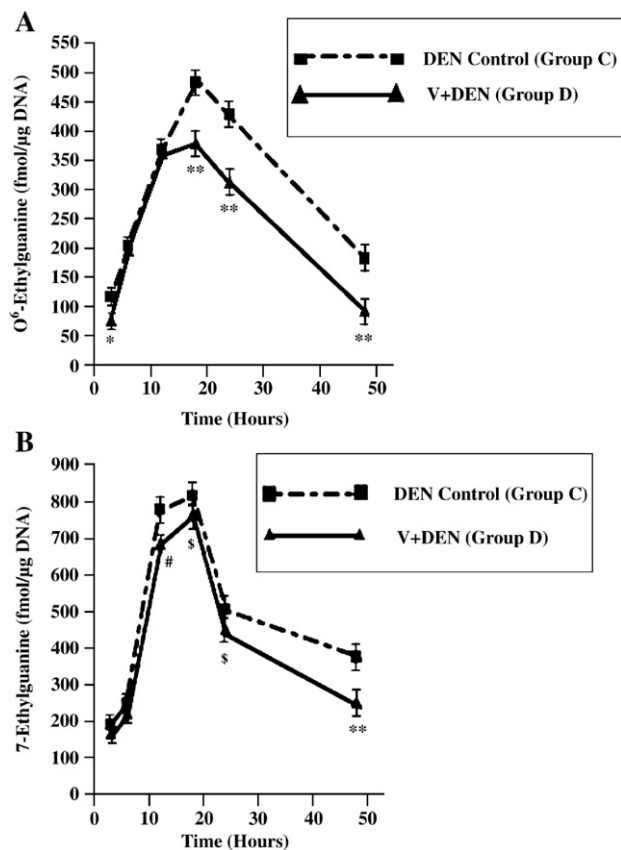 A
O⁶-Ethylguanine (fmol/µg DNA)
550
500
450
400
350
300
250
200
150
100
50
0
DEN Control (Group C)
V+DEN (Group D)
*
**
**
**
0 10 20 30 40 50
Time (Hours)
B
7-Ethylguanine (fmol/µg DNA)
900
800
700
600
500
400
300
200
100
0
DEN Control (Group C)
V+DEN (Group D)
#
$
$
**
0 10 20 30 40 50
Time (Hours)